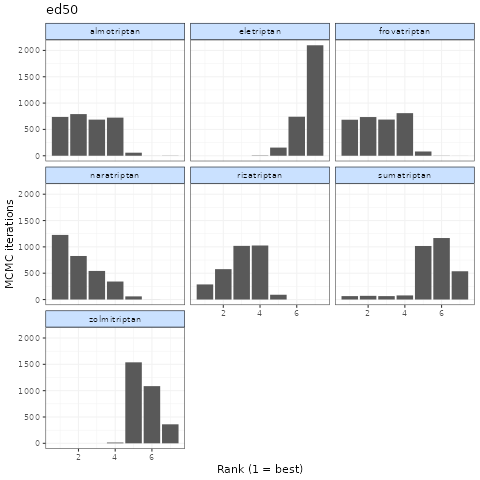 ed50
almotriptan eletriptan frovatriptan
2000
1500
1000
500
0
naratriptan rizatriptan sumatriptan
2000
1500
1000
500
0
2 4 6 2 4 6
zolmitriptan
2000
1500
1000
500
0
2 4 6
MCMC iterations
Rank (1 = best)